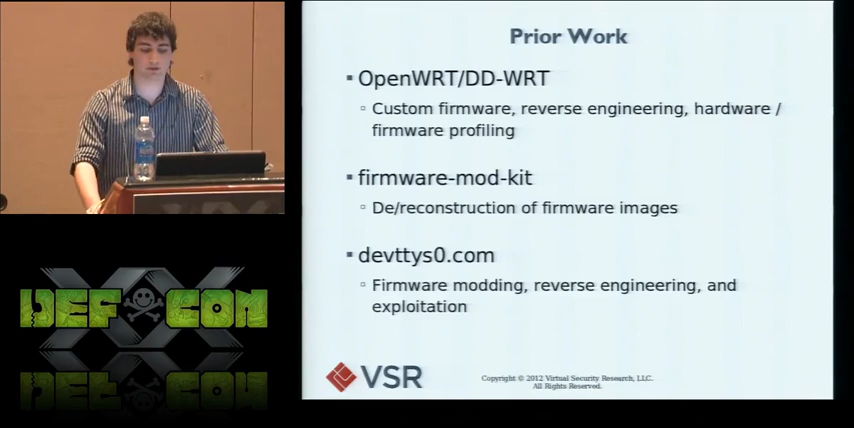 Prior Work
▪ OpenWRT/DD-WRT
▫ Custom firmware, reverse engineering, hardware /
firmware profiling
▪ firmware-mod-kit
▫ De/reconstruction of firmware images
▪ devttys0.com
▫ Firmware modding, reverse engineering, and
exploitation
VSR
Copyright © 2012 Virtual Security Research, LLC.
All Rights Reserved.
DEF CON
XX